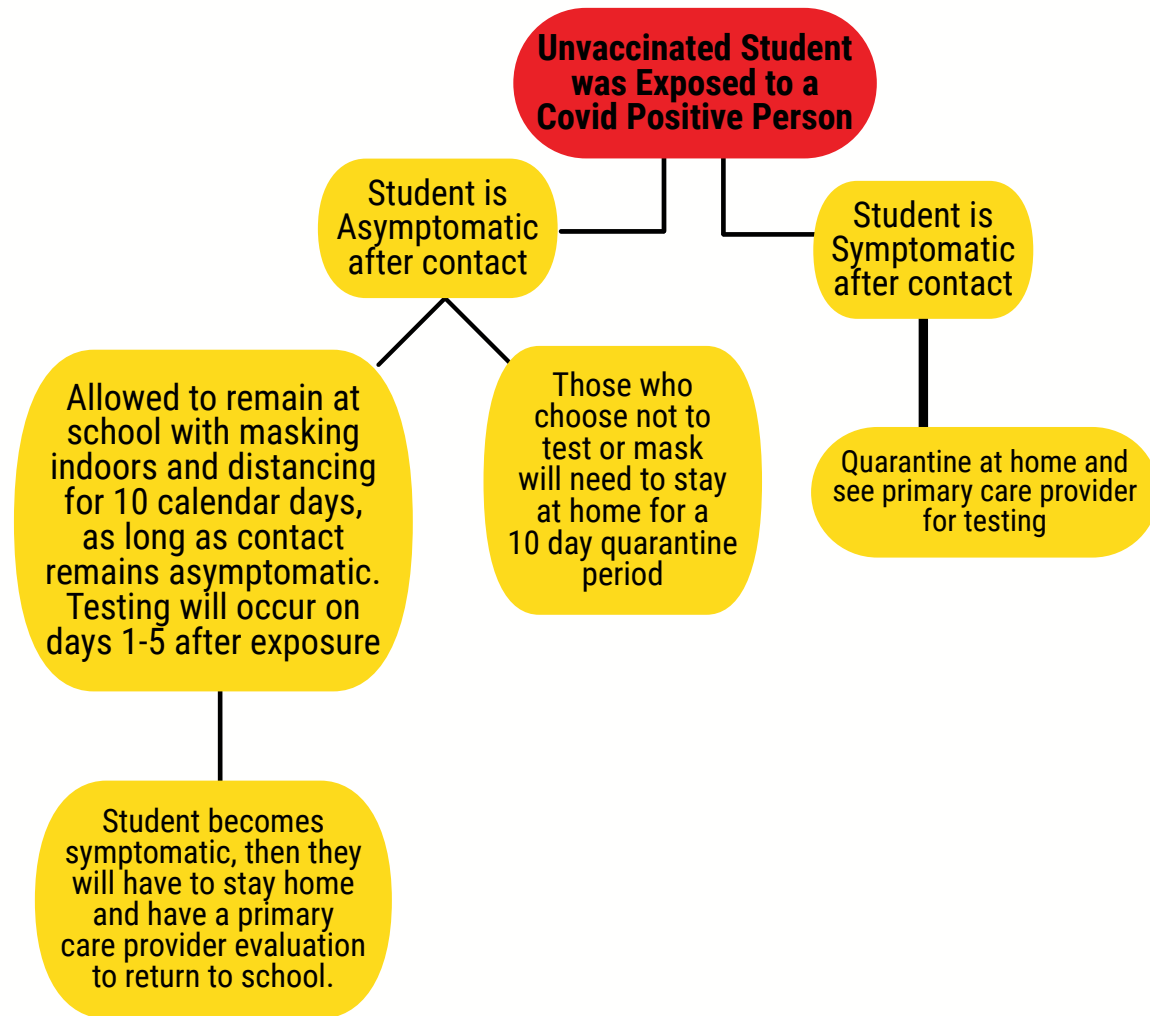 Unvaccinated Student
was Exposed to a
Covid Positive Person
Student is
Asymptomatic
after contact
Student is
Symptomatic
after contact
Allowed to remain at
school with masking
indoors and distancing
for 10 calendar days,
as long as contact
remains asymptomatic.
Testing will occur on
days 1-5 after exposure
Those who
choose not to
test or mask
will need to stay
at home for a
10 day quarantine
period
Quarantine at home and
see primary care provider
for testing
Student becomes
symptomatic, then they
will have to stay home
and have a primary
care provider evaluation
to return to school.